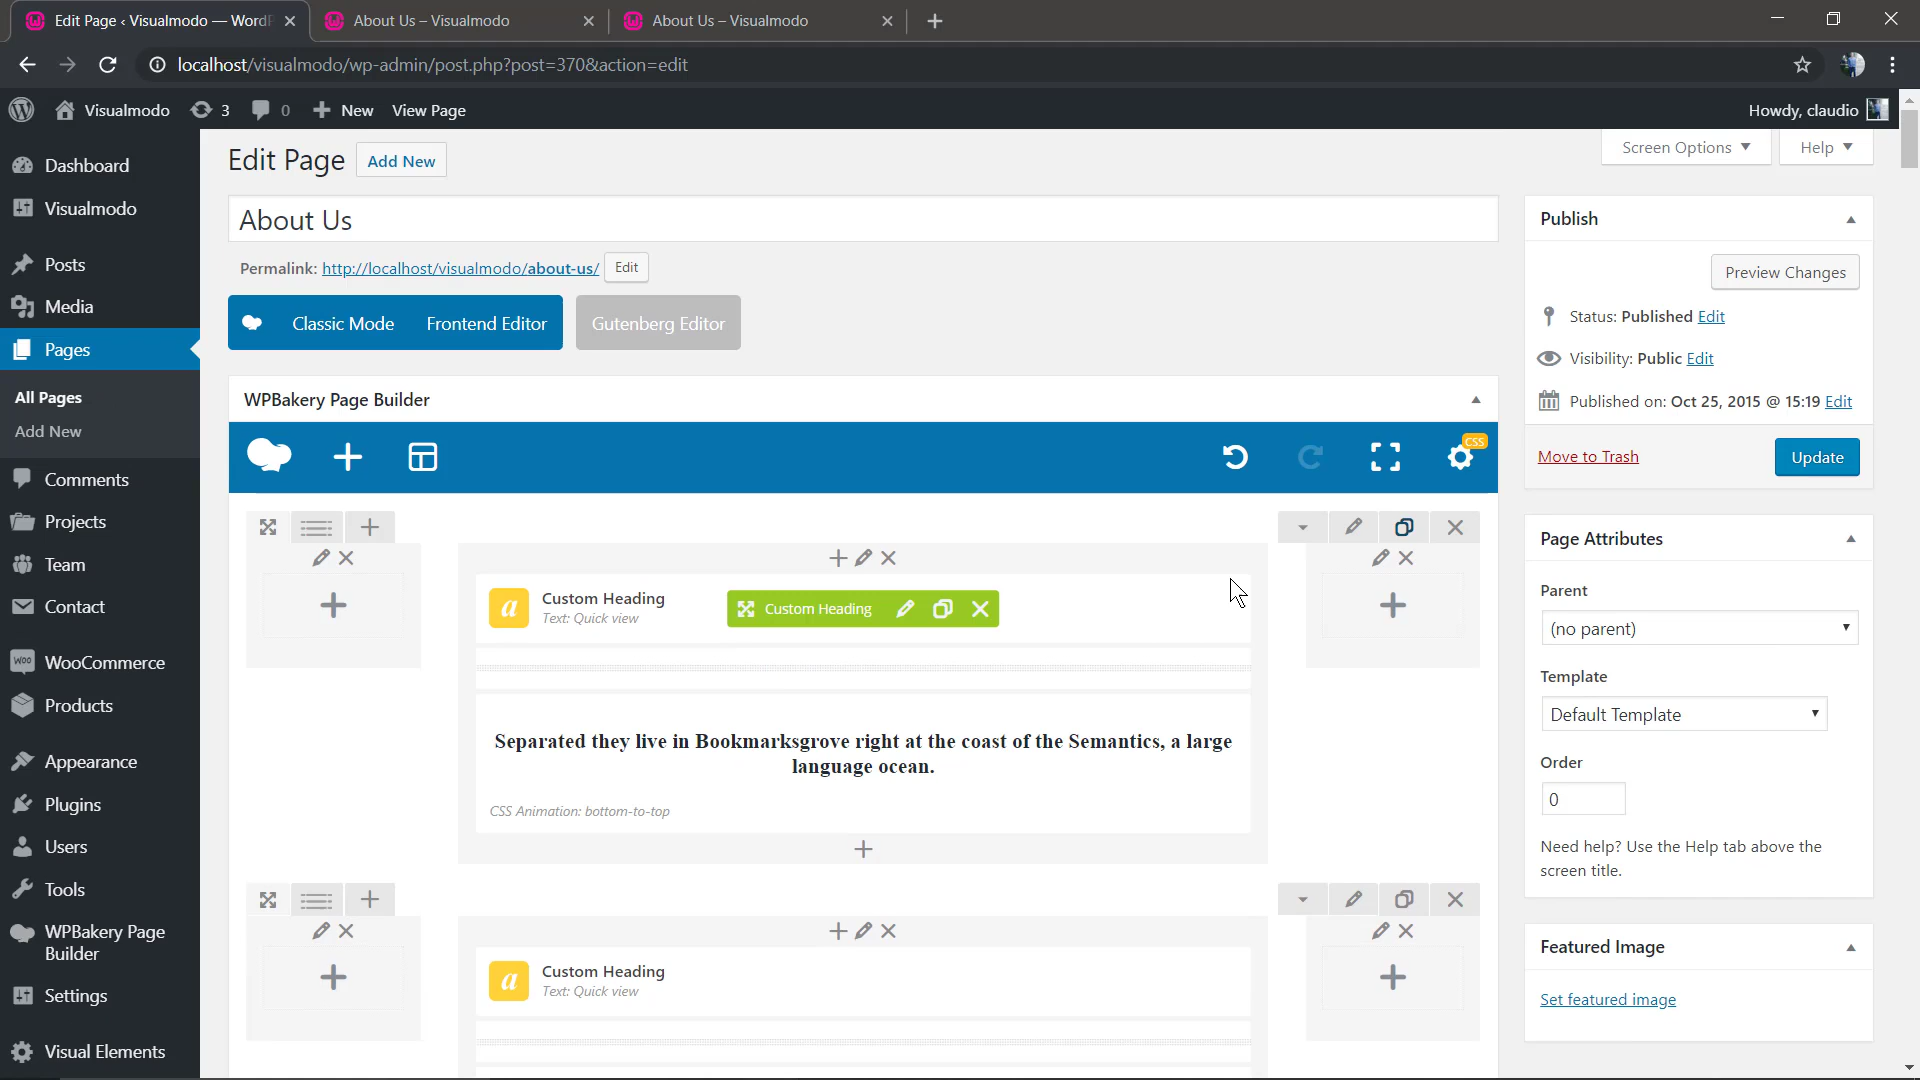 Edit Page ‹ Visualmodo — WordP
About Us – Visualmodo
About Us – Visualmodo
localhost/visualmodo/wp-admin/post.php?post=370&action=edit
Visualmodo
3
0
New
View Page
Howdy, claudio
Dashboard
Visualmodo
Posts
Media
Pages
All Pages
Add New
Comments
Projects
Team
Contact
WooCommerce
Products
Appearance
Plugins
Users
Tools
WPBakery Page
Builder
Settings
Visual Elements
Edit Page
Add New
Screen Options
Help
About Us
Permalink: http://localhost/visualmodo/about-us/
Edit
Classic Mode
Frontend Editor
Gutenberg Editor
WPBakery Page Builder
CSS
Custom Heading
Text: Quick view
Custom Heading
Separated they live in Bookmarksgrove right at the coast of the Semantics, a large
language ocean.
CSS Animation: bottom-to-top
Custom Heading
Text: Quick view
Publish
Preview Changes
Status: Published Edit
Visibility: Public Edit
Published on: Oct 25, 2015 @ 15:19 Edit
Move to Trash
Update
Page Attributes
Parent
(no parent)
Template
Default Template
Order
0
Need help? Use the Help tab above the
screen title.
Featured Image
Set featured image